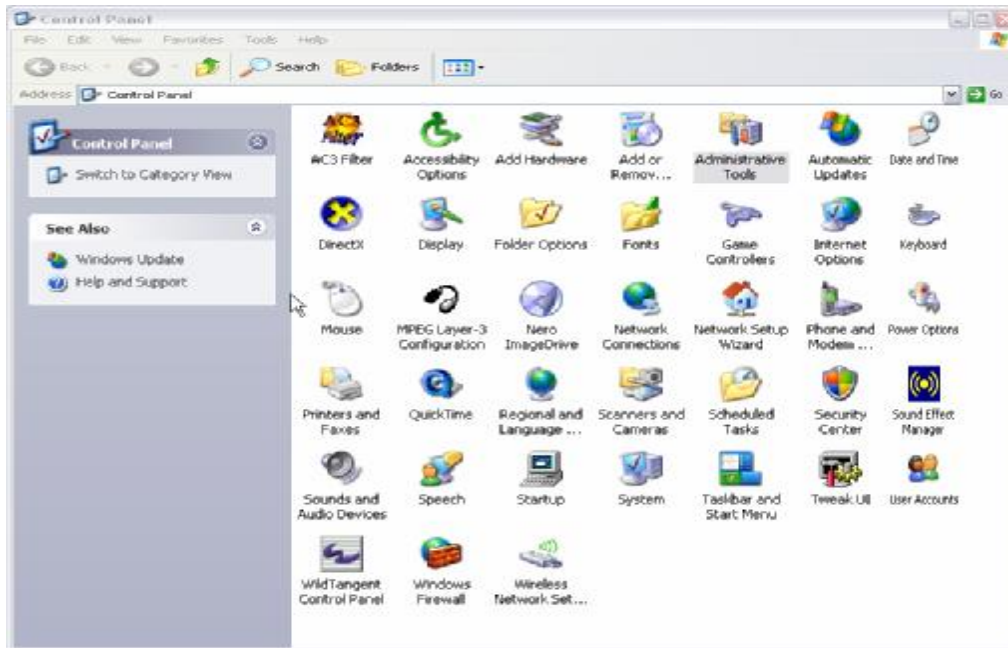 Control Panel
File Edit View Favorites Tools Help
Back Search Folders
Address Control Panel Go
Control Panel
Switch to Category View
See Also
Windows Update
Help and Support
AC3 Filter
Accessibility
Options
Add Hardware
Add or
Remov...
Administrative
Tools
Automatic
Updates
Date and Time
DirectX
Display
Folder Options
Fonts
Game
Controllers
Internet
Options
Keyboard
Mouse
MPEG Layer-3
Configuration
Nero
ImageDrive
Network
Connections
Network Setup
Wizard
Phone and
Modem ...
Power Options
Printers and
Faxes
QuickTime
Regional and
Language ...
Scanners and
Cameras
Scheduled
Tasks
Security
Center
Sound Effect
Manager
Sounds and
Audio Devices
Speech
Startup
System
Taskbar and
Start Menu
Tweak UI
User Accounts
WildTangent
Control Panel
Windows
Firewall
Wireless
Network Set...